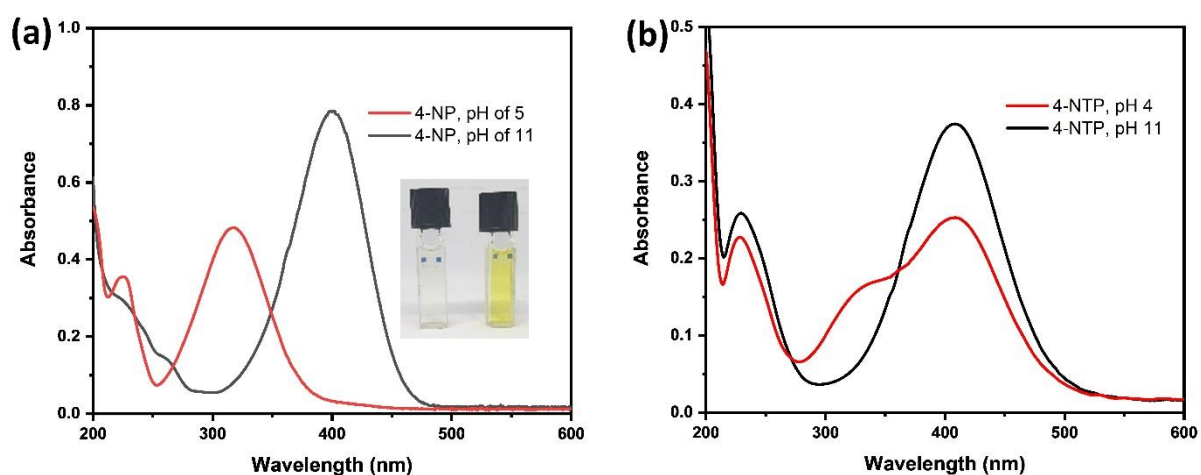 (a)
1.0
0.8
0.6
0.4
0.2
0.0
Absorbance
4-NP, pH of 5
4-NP, pH of 11
200
300
400
500
600
Wavelength (nm)
(b)
0.5
0.4
0.3
0.2
0.1
0.0
Absorbance
4-NTP, pH 4
4-NTP, pH 11
200
300
400
500
600
Wavelength (nm)